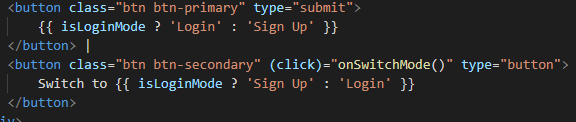 <button class="btn btn-primary" type="submit">
{{ isLoginMode ? 'Login' : 'Sign Up' }}
</button> |
<button class="btn btn-secondary" (click)="onSwitchMode()" type="button">
Switch to {{ isLoginMode ? 'Sign Up' : 'Login' }}
</button>